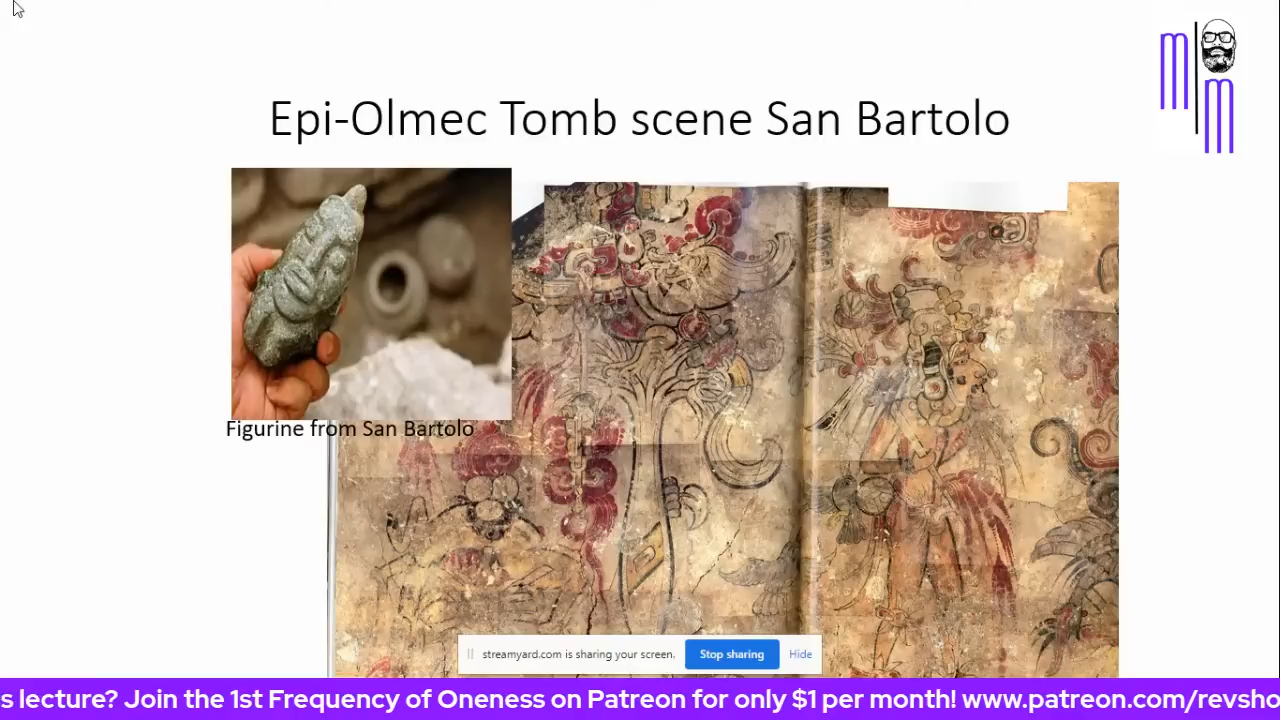 Epi-Olmec Tomb scene San Bartolo
Figurine from San Bartolo
streamyard.com is sharing your screen.
Stop sharing
Hide
s lecture? Join the 1st Frequency of Oneness on Patreon for only $1 per month! www.patreon.com/revsho